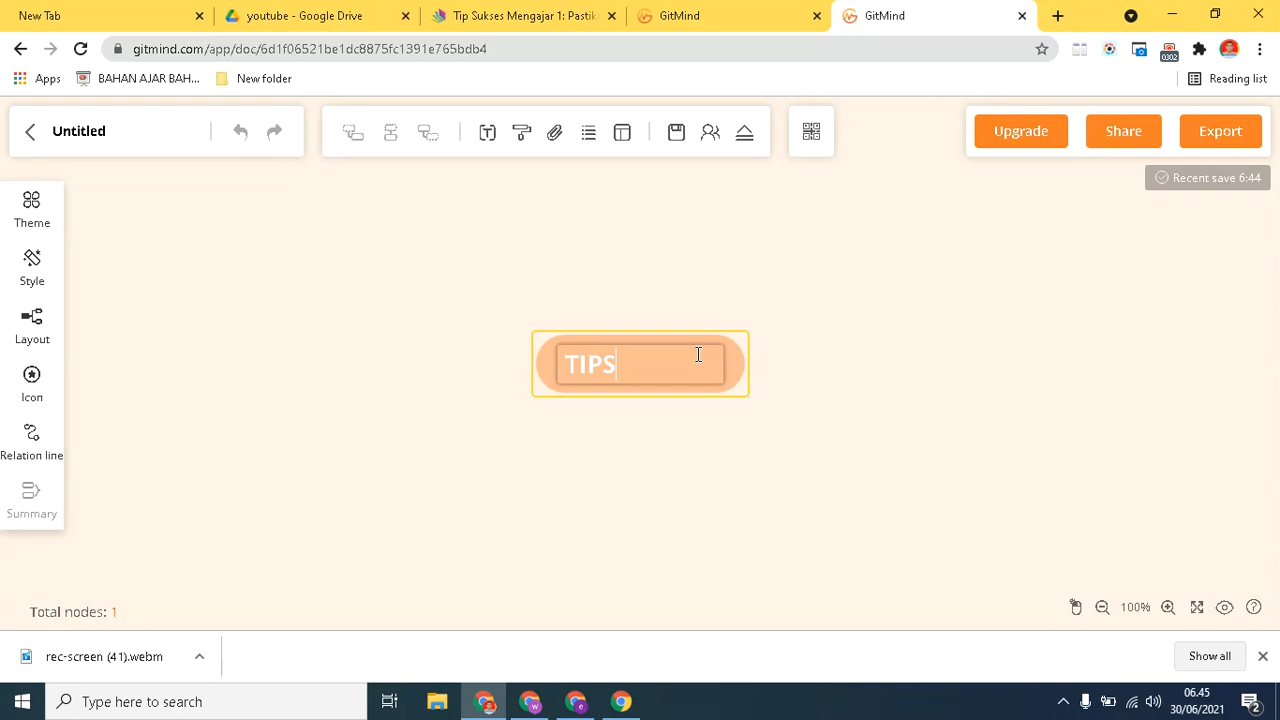 New Tab
youtube - Google Drive
Tip Sukses Mengajar 1: Pastik
GitMind
GitMind
gitmind.com/app/doc/6d1f06521be1dc8875fc1391e765bdb4
0302
Apps
BAHAN AJAR BAH...
New folder
Reading list
Untitled
Upgrade
Share
Export
Recent save 6:44
Theme
Style
Layout
Icon
Relation line
Summary
TIPS
Total nodes: 1
100%
rec-screen (41).webm
Show all
Type here to search
06.45
30/06/2021
2